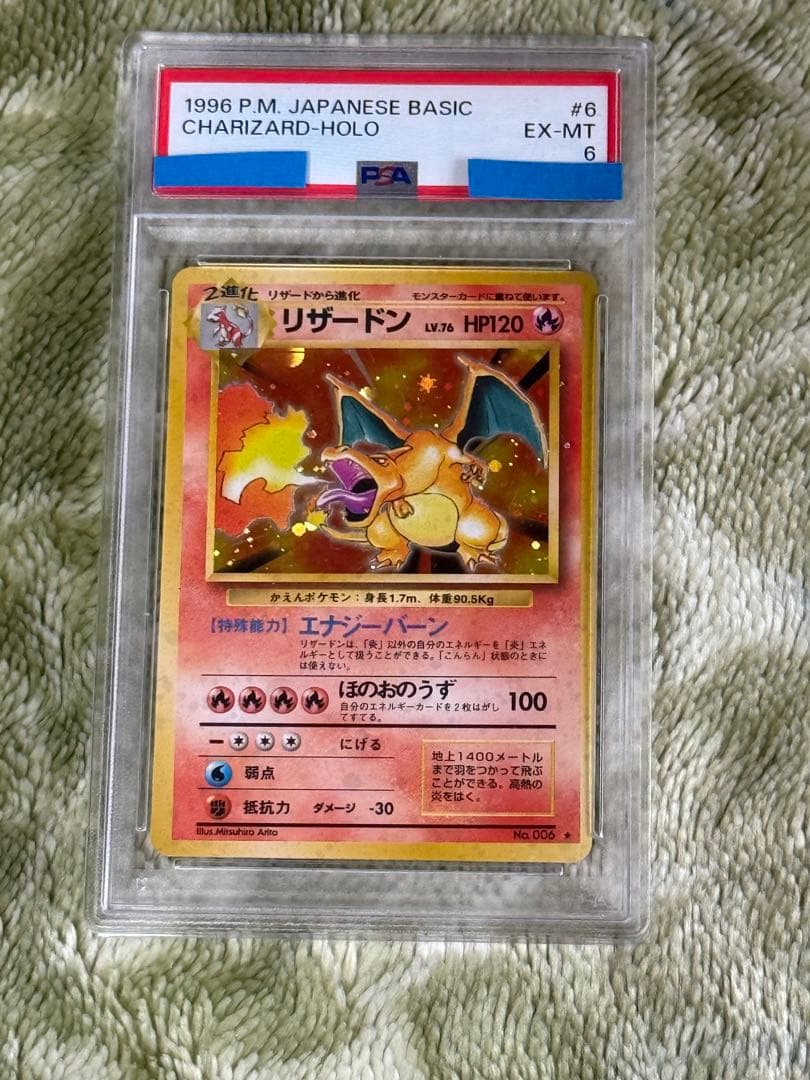 1996 P.M. JAPANESE BASIC #6
CHARIZARD-HOLO EX-MT
6
PSA
2進化 リザードから進化 モンスターカードに重ねて使います。
リザードン LV.76 HP120
かえんポケモン：身長1.7m、体重90.5Kg
【特殊能力】エナジーバーン
リザードンは、「炎」以外の自分のエネルギーを「炎」エネ
ルギーとして扱うことができる。「こんらん」状態のときに
は使えない。
ほのおのうず 100
自分のエネルギーカードを2枚はがし
てすてる。
にげる
弱点
抵抗力 ダメージ -30
地上1400メートル
まで羽をつかって飛ぶ
ことができる。高熱の
炎をはく。
Illus.Mitsuhiro Arita No. 006 ★